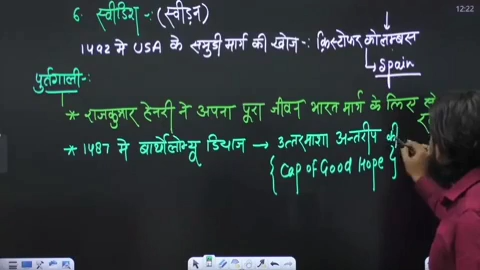 12:22
6. स्वीडिश -: (स्वीडन)
1492 मे USA के समुद्री मार्ग की खोज -: क्रिस्टोफर कोलम्बस
Spain
पुर्तगाली -:
* राजकुमार हेनरी ने अपना पूरा जीवन भारत मार्ग के लिए
* 1487 मे बार्थोलोम्यू डियाज → उत्तमाशा अन्तरीप की
{ Cap of Good Hope }